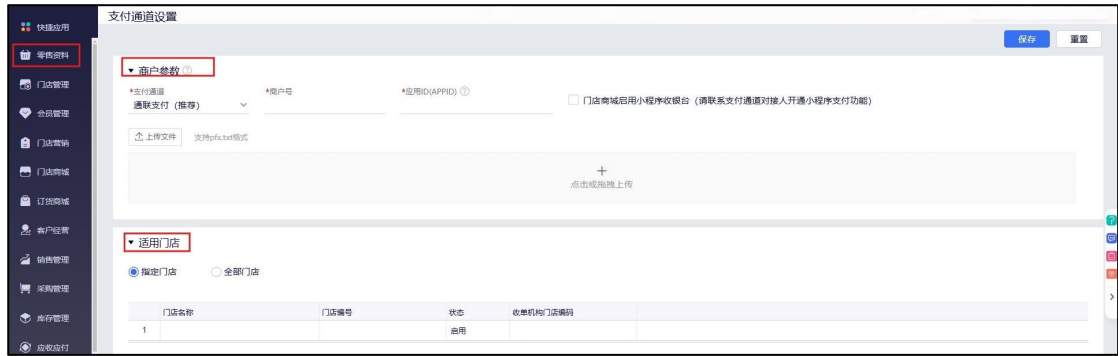 支付通道设置
快捷应用
零售资料
门店管理
会员管理
门店营销
门店商城
订货商城
客户经营
销售管理
采购管理
库存管理
应收应付
保存 重置
▼ 商户参数 ?
*支付通道 *商户号 *应用ID(APPID) ?
通联支付（推荐）
门店商城启用小程序收银台（请联系支付通道对接人开通小程序支付功能）
上传文件 支持pfx.txt格式
+
点击或拖拽上传
▼ 适用门店
指定门店 全部门店
门店名称 门店编号 状态 收单机构门店编码
1 启用